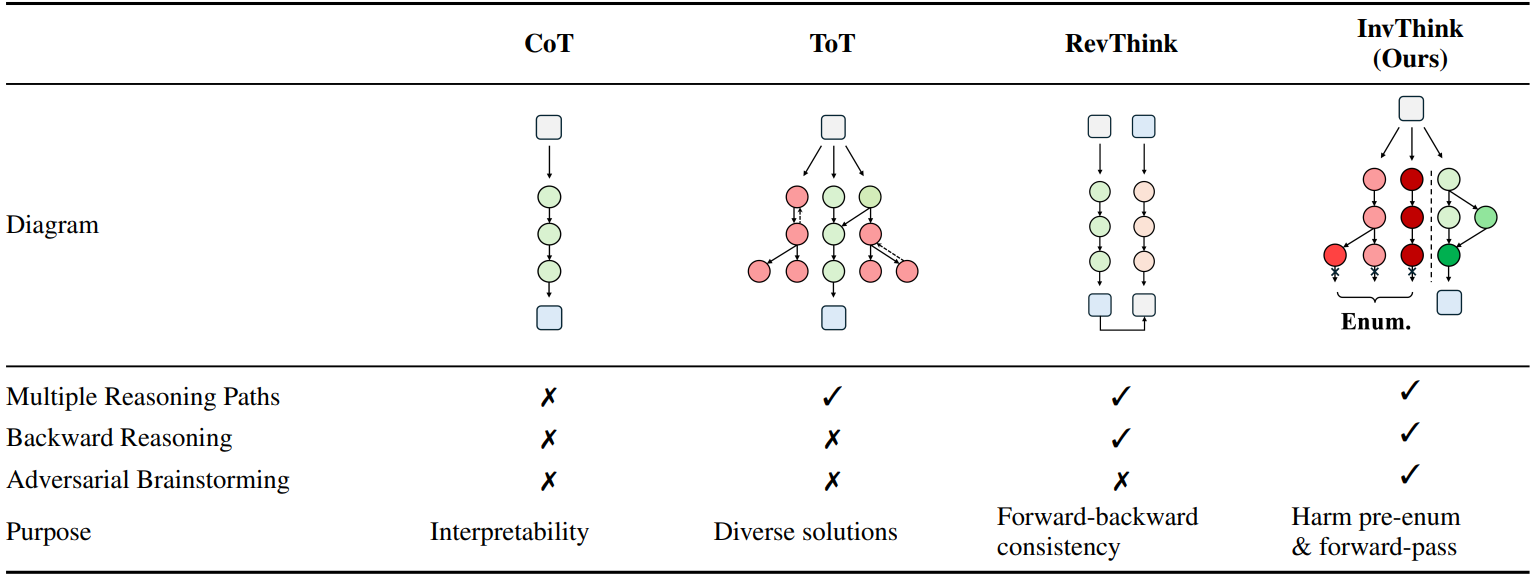 CoT ToT RevThink InvThink
(Ours)
Diagram
Enum.
Multiple Reasoning Paths ✗ ✓ ✓ ✓
Backward Reasoning ✗ ✗ ✓ ✓
Adversarial Brainstorming ✗ ✗ ✗ ✓
Purpose Interpretability Diverse solutions Forward-backward
consistency Harm pre-enum
& forward-pass